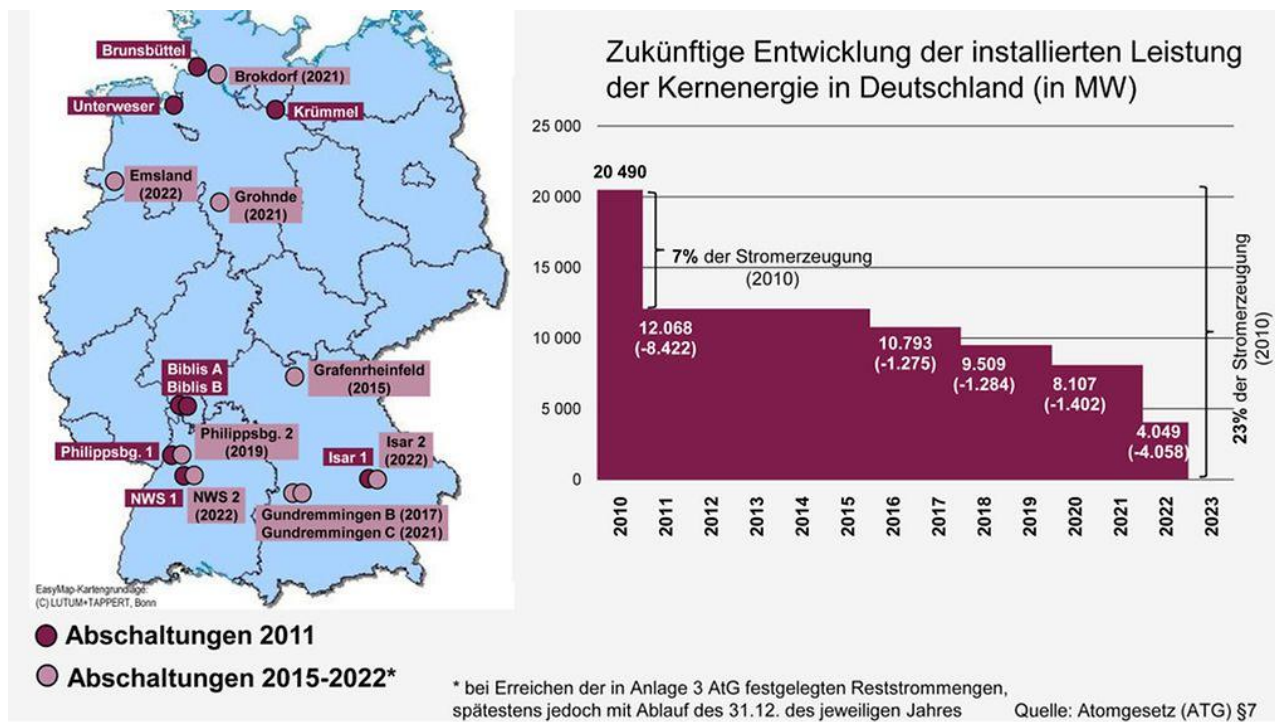 Brunsbüttel
Brokdorf (2021)
Unterweser
Krümmel
Emsland
(2022)
Grohnde
(2021)
Biblis A
Biblis B
Grafenrheinfeld
(2015)
Philippsbg. 2
(2019)
Philippsbg. 1
Isar 2
(2022)
Isar 1
NWS 1
NWS 2
(2022)
Gundremmingen B (2017)
Gundremmingen C (2021)
EasyMap-Kartengrundlage:
(C) LUTUM+TAPPERT, Bonn
Abschaltungen 2011
Abschaltungen 2015-2022*
Zukünftige Entwicklung der installierten Leistung
der Kernenergie in Deutschland (in MW)
25 000
20 000
15 000
10 000
5 000
0
20 490
7% der Stromerzeugung
(2010)
12.068
(-8.422)
10.793
(-1.275)
9.509
(-1.284)
8.107
(-1.402)
4.049
(-4.058)
23% der Stromerzeugung
(2010)
2010
2011
2012
2013
2014
2015
2016
2017
2018
2019
2020
2021
2022
2023
* bei Erreichen der in Anlage 3 AtG festgelegten Reststrommengen,
spätestens jedoch mit Ablauf des 31.12. des jeweiligen Jahres
Quelle: Atomgesetz (ATG) §7